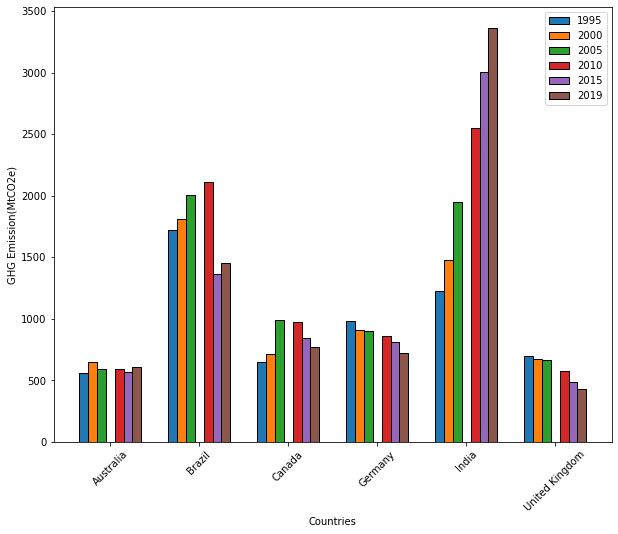 3500
3000
2500
2000
1500
1000
500
0
GHG Emission(MtCO2e)
1995
2000
2005
2010
2015
2019
Australia
Brazil
Canada
Germany
India
United Kingdom
Countries